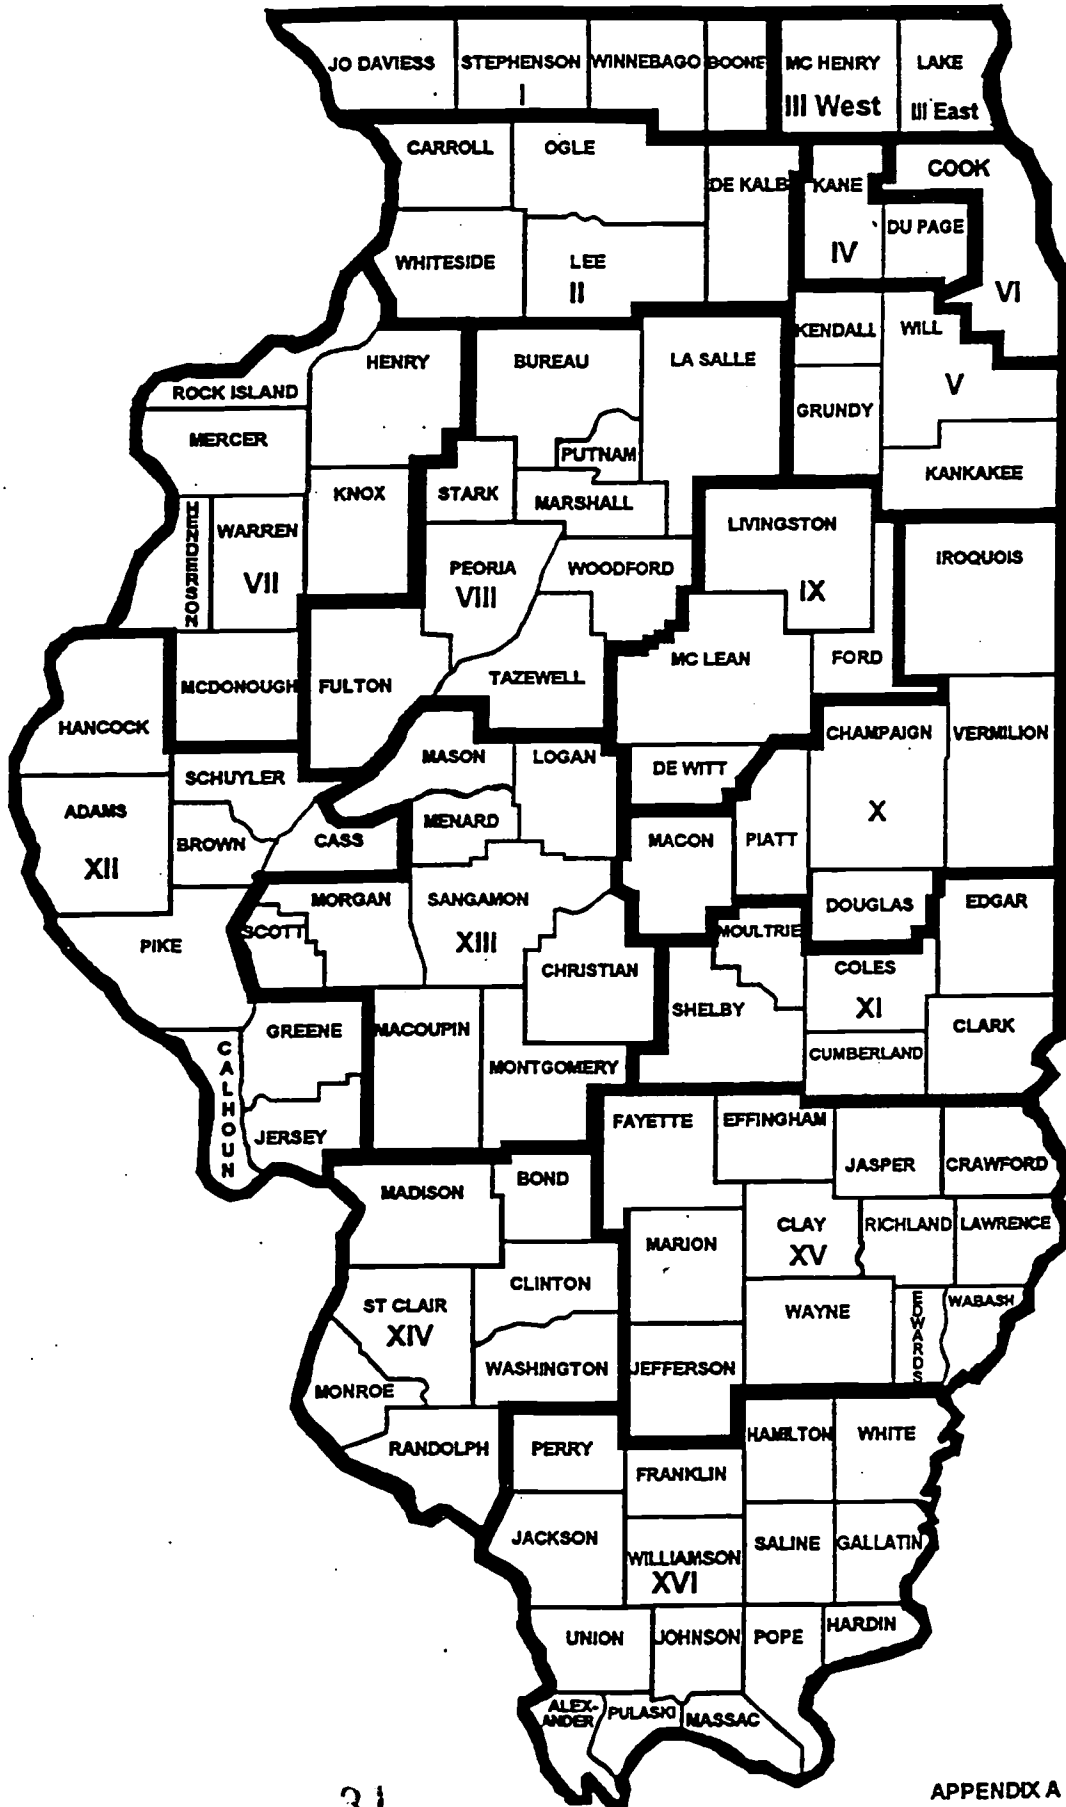 JO DAVIESS
STEPHENSON
WINNEBAGO
BOONE
MC HENRY
LAKE
I
III West
III East
CARROLL
OGLE
DE KALB
KANE
COOK
DU PAGE
WHITESIDE
LEE
II
IV
VI
HENRY
BUREAU
LA SALLE
KENDALL
WILL
ROCK ISLAND
GRUNDY
V
MERCER
PUTNAM
KANKAKEE
KNOX
STARK
MARSHALL
HENDERSON
WARREN
LIVINGSTON
IROQUOIS
VII
PEORIA
VIII
WOODFORD
IX
MCDONOUGH
FULTON
TAZEWELL
MC LEAN
FORD
HANCOCK
MASON
LOGAN
DE WITT
CHAMPAIGN
VERMILION
SCHUYLER
ADAMS
XII
BROWN
CASS
MENARD
MACON
PIATT
X
MORGAN
SANGAMON
DOUGLAS
EDGAR
PIKE
SCOTT
XIII
CHRISTIAN
MOULTRIE
COLES
XI
SHELBY
GREENE
MACOUPIN
CLARK
CALHOUN
MONTGOMERY
CUMBERLAND
JERSEY
FAYETTE
EFFINGHAM
JASPER
CRAWFORD
MADISON
BOND
CLAY
XV
RICHLAND
LAWRENCE
MARION
CLINTON
ST CLAIR
XIV
WAYNE
EDWARDS
WABASH
WASHINGTON
JEFFERSON
MONROE
RANDOLPH
PERRY
HAMILTON
WHITE
FRANKLIN
JACKSON
WILLIAMSON
XVI
SALINE
GALLATIN
UNION
JOHNSON
POPE
HARDIN
ALEX-
ANDER
PULASKI
MASSAC
APPENDIX A